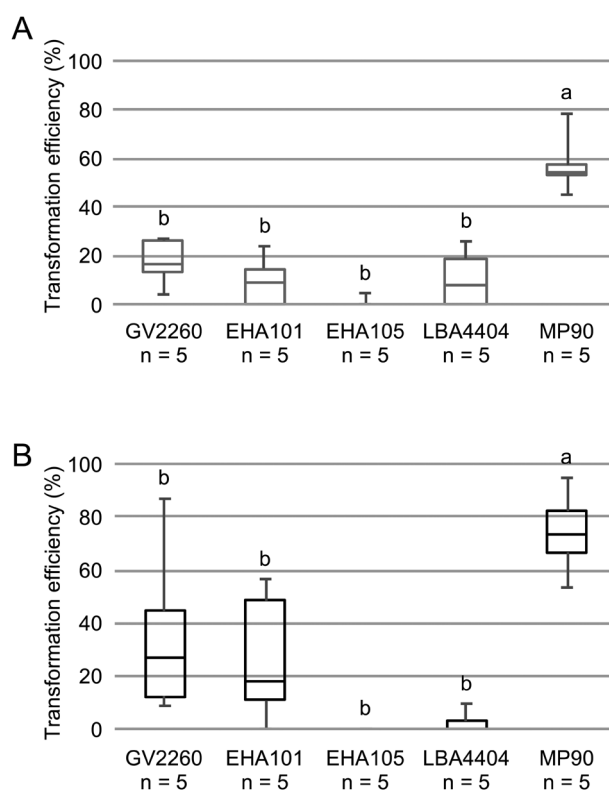 A
Transformation efficiency (%)
100
80
60
40
20
0
b
b
b
b
a
GV2260 EHA101 EHA105 LBA4404 MP90
n = 5 n = 5 n = 5 n = 5 n = 5
B
Transformation efficiency (%)
100
80
60
40
20
0
b
b
b
b
a
GV2260 EHA101 EHA105 LBA4404 MP90
n = 5 n = 5 n = 5 n = 5 n = 5